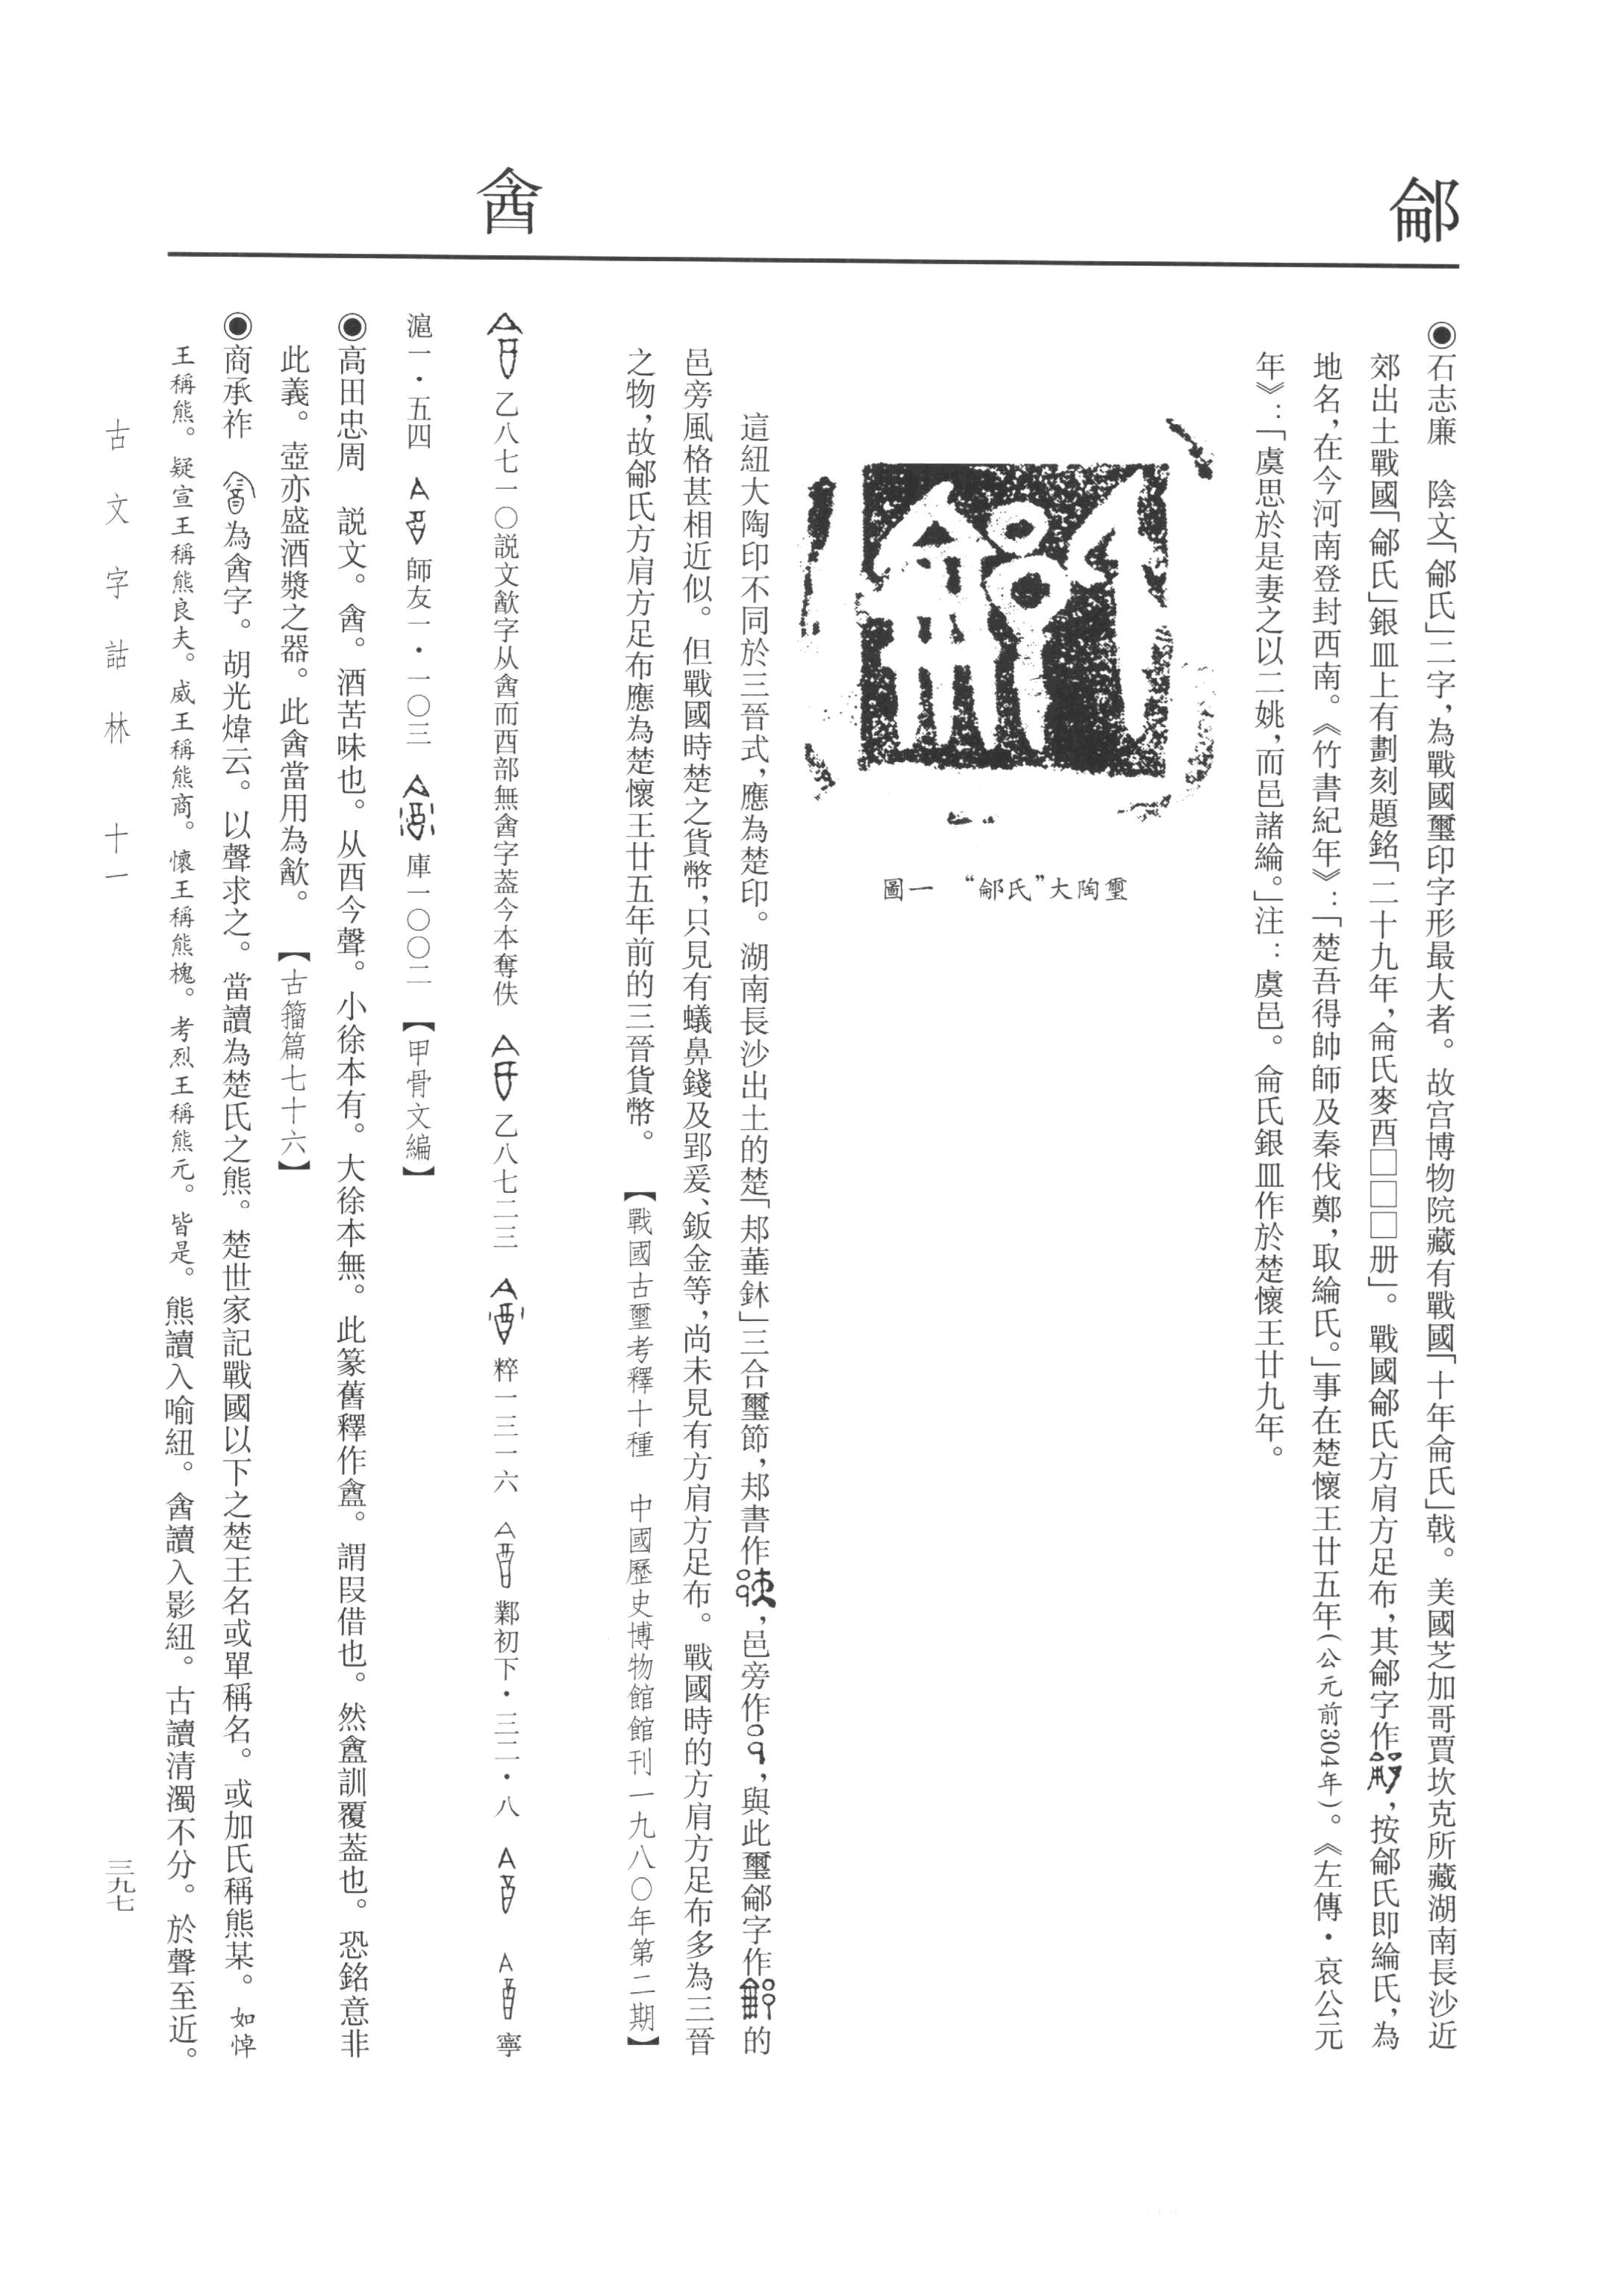 鄃
◉石志廉　陰文「鄃氏」二字，為戰國璽印字形最大者。故宫博物院藏有戰國「十年侖氏」戟。美國芝加哥賈坎克所藏湖南長沙近
郊出土戰國「鄃氏」銀皿上有劃刻題銘「二十九年，侖氏麥酉□□□册」。戰國鄃氏方肩方足布，其鄃字作，按鄃氏即綸氏，為
地名，在今河南登封西南。《竹書紀年》：「楚吾得帥師及秦伐鄭，取綸氏。」事在楚懷王廿五年（公元前304年）。《左傳·哀公元
年》：「虞思於是妻之以二姚，而邑諸綸。」注：虞邑。侖氏銀皿作於楚懷王廿九年。
圖一　“鄃氏”大陶璽
這紐大陶印不同於三晉式，應為楚印。湖南長沙出土的楚「郏蓳鉥」三合璽節，郏書作，邑旁作，與此璽鄃字作的
邑旁風格甚相近似。但戰國時楚之貨幣，只見有蟻鼻錢及郢爰、鈑金等，尚未見有方肩方足布。戰國時的方肩方足布多為三晉
之物，故鄃氏方肩方足布應為楚懷王廿五年前的三晉貨幣。　【戰國古璽考釋十種　中國歷史博物館館刊一九八〇年第二期】
酓
乙八七一〇説文㱃字从酓而酉部無酓字葢今本奪佚　乙八七二三　粹一三一六　鄴初下·三二·八　寧
滬一·五四　師友一·一〇三　庫一〇〇二　【甲骨文編】
◉高田忠周　説文。酓。酒苦味也。从酉今聲。小徐本有。大徐本無。此篆舊釋作盦。謂叚借也。然盦訓覆葢也。恐銘意非
此義。壺亦盛酒漿之器。此酓當用為㱃。　【古籀篇七十六】
◉商承祚　為酓字。胡光煒云。以聲求之。當讀為楚氏之熊。楚世家記戰國以下之楚王名或單稱名。或加氏稱熊某。如悼
王稱熊。疑宣王稱熊良夫。威王稱熊商。懷王稱熊槐。考烈王稱熊元。皆是。熊讀入喻紐。酓讀入影紐。古讀清濁不分。於聲至近。
古文字詁林　十一
三九七